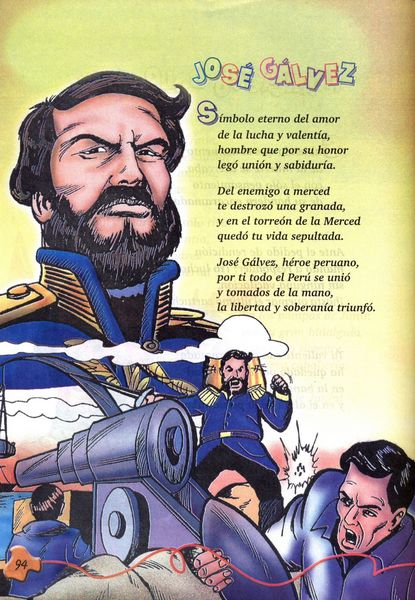 JOSÉ GÁLVEZ
Símbolo eterno del amor
de la lucha y valentía,
hombre que por su honor
legó unión y sabiduría.
Del enemigo a merced
te destrozó una granada,
y en el torreón de la Merced
quedó tu vida sepultada.
José Gálvez, héroe peruano,
por ti todo el Perú se unió
y tomados de la mano,
la libertad y soberanía triunfó.
94